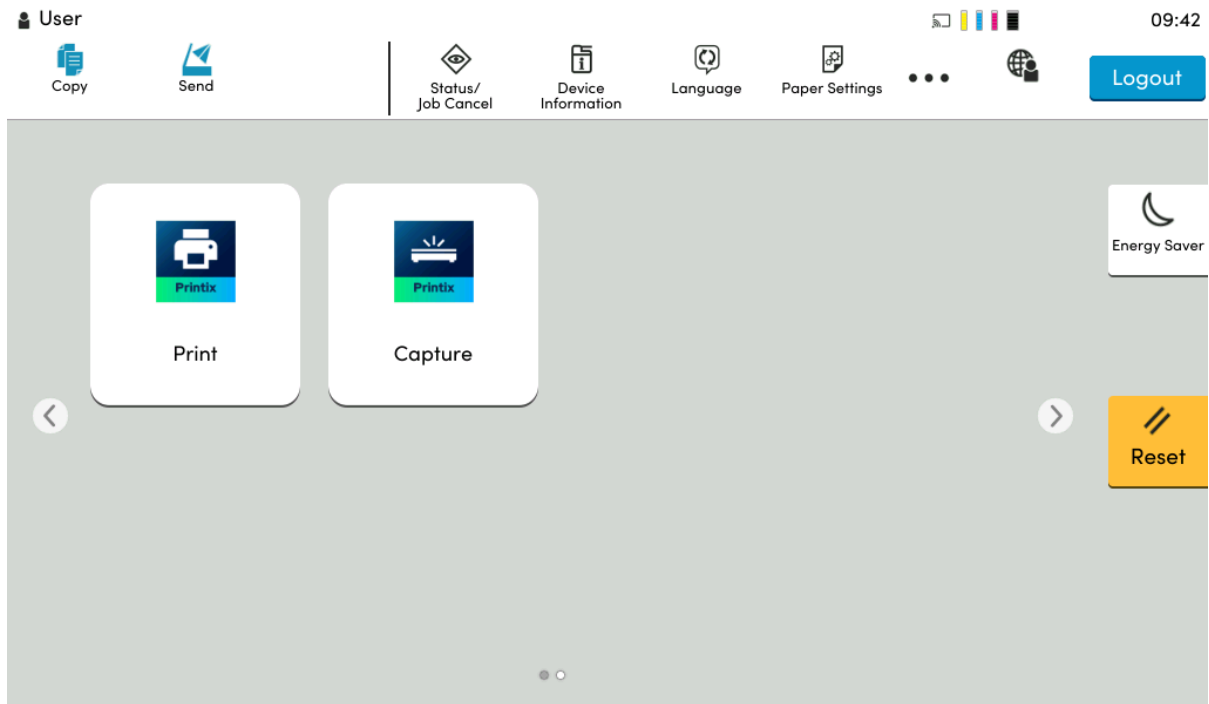 User
09:42
Copy
Send
Status/
Job Cancel
Device
Information
Language
Paper Settings
Logout
Printix
Print
Printix
Capture
Energy Saver
Reset